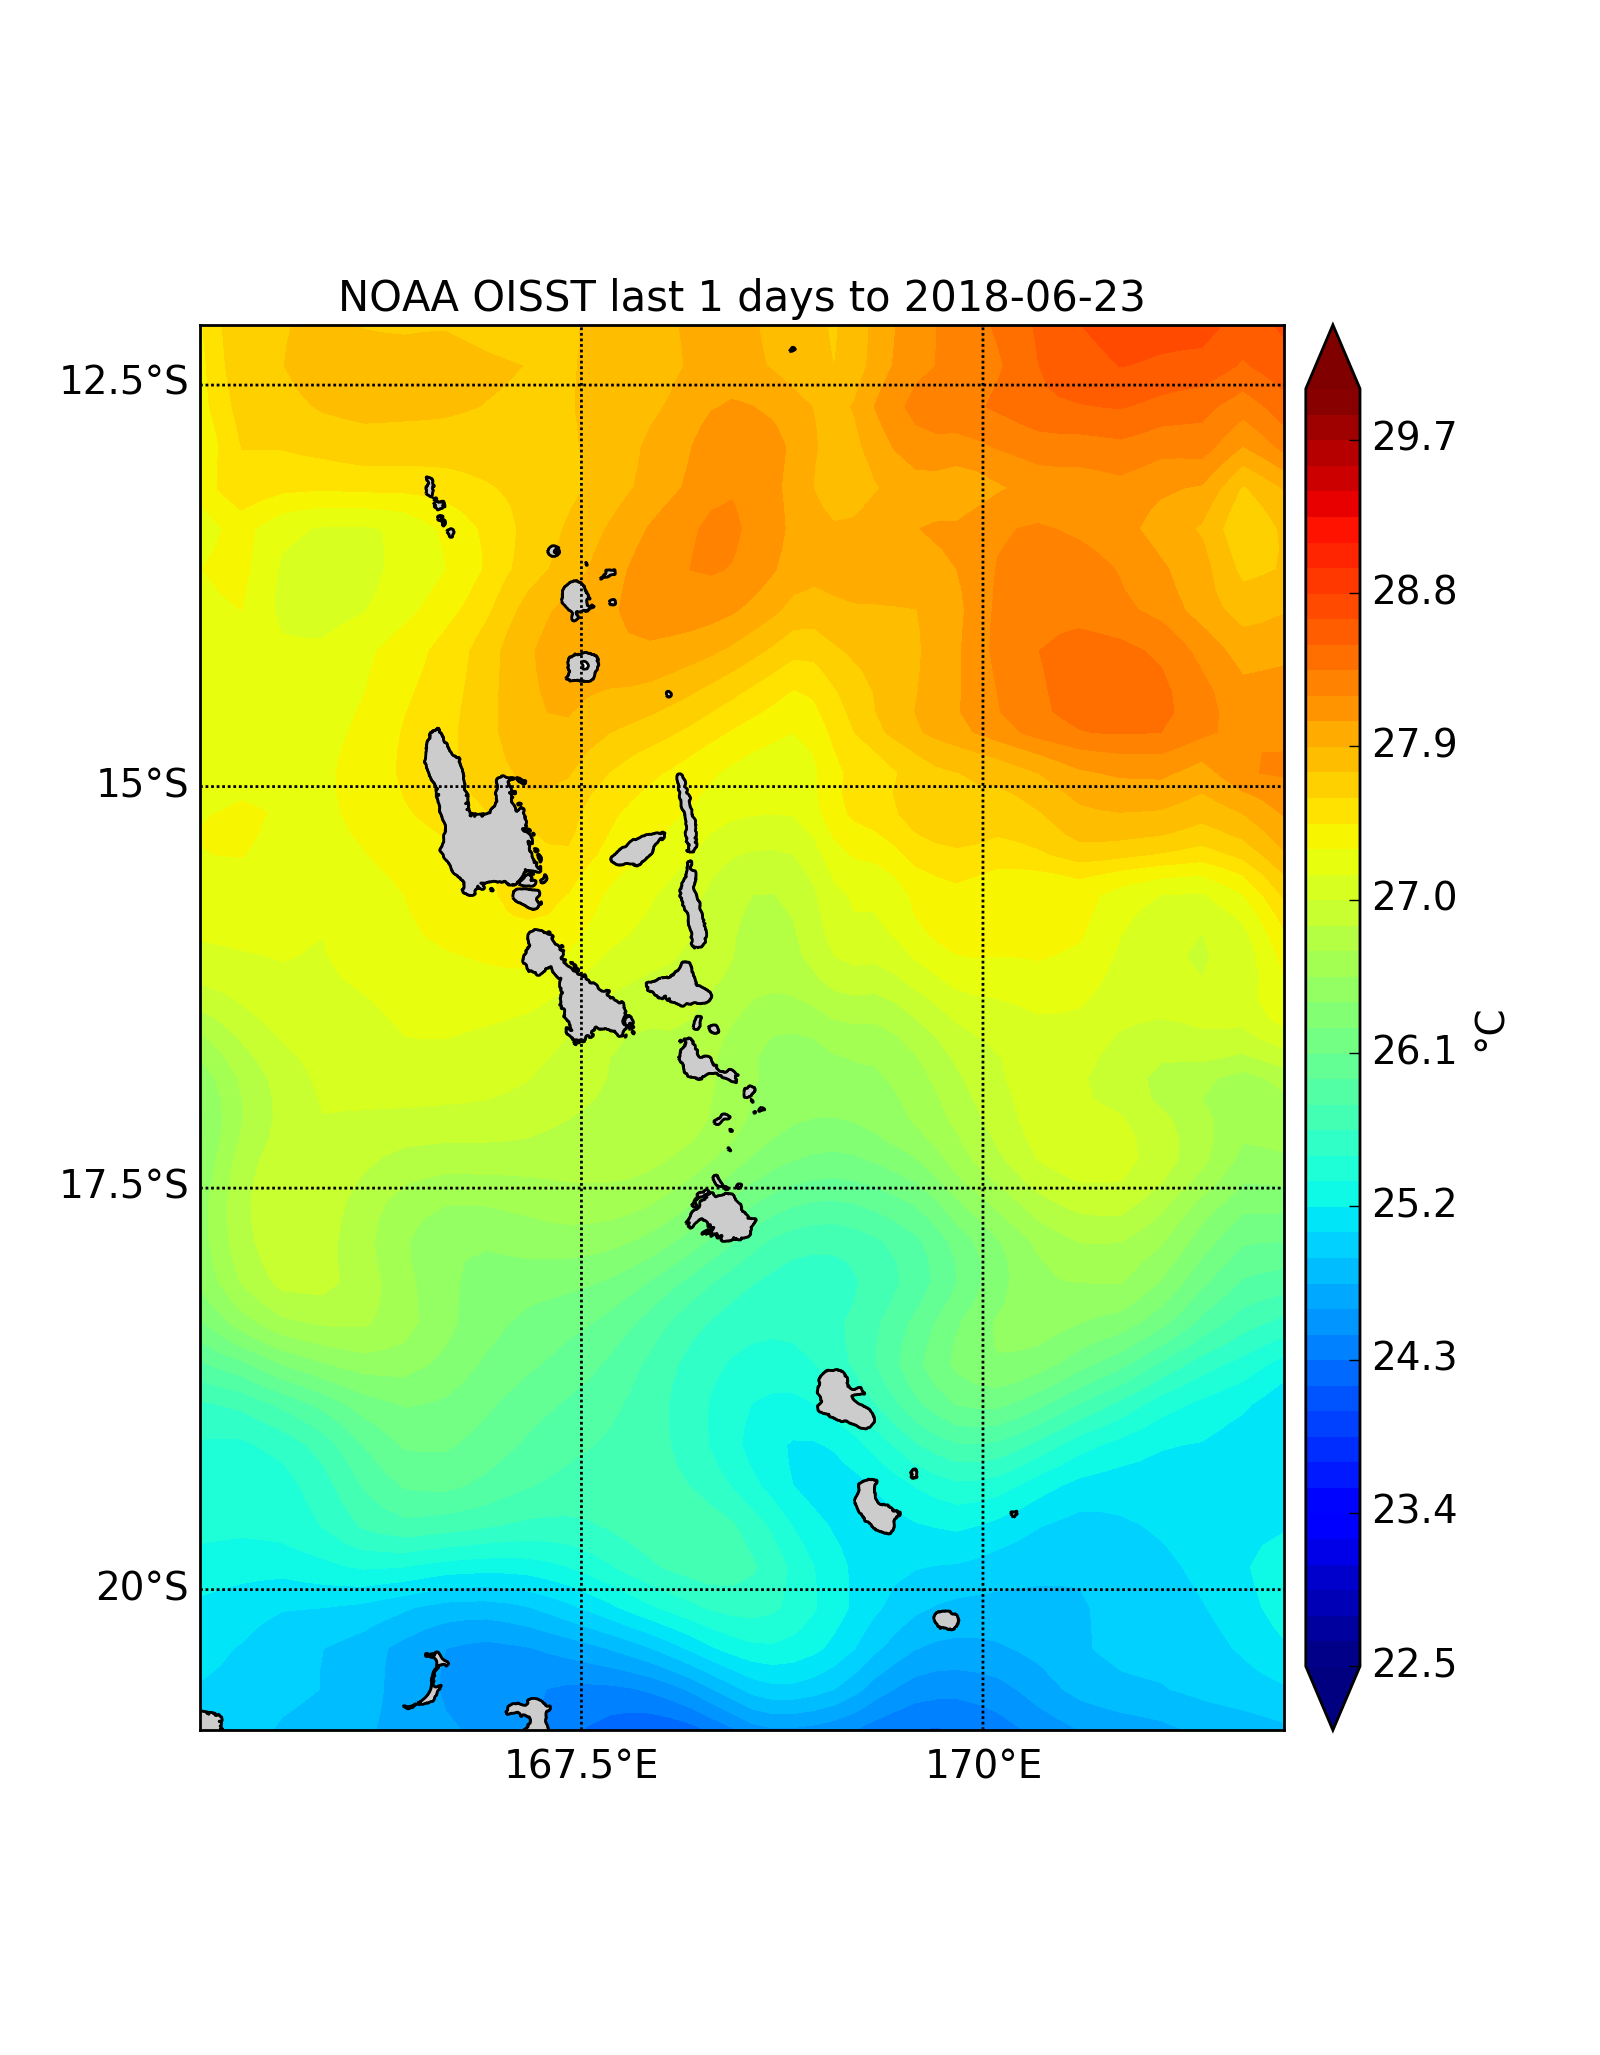 NOAA OISST last 1 days to 2018-06-23
12.5°S
15°S
17.5°S
20°S
167.5°E
170°E
29.7
28.8
27.9
27.0
26.1
25.2
24.3
23.4
22.5
°C